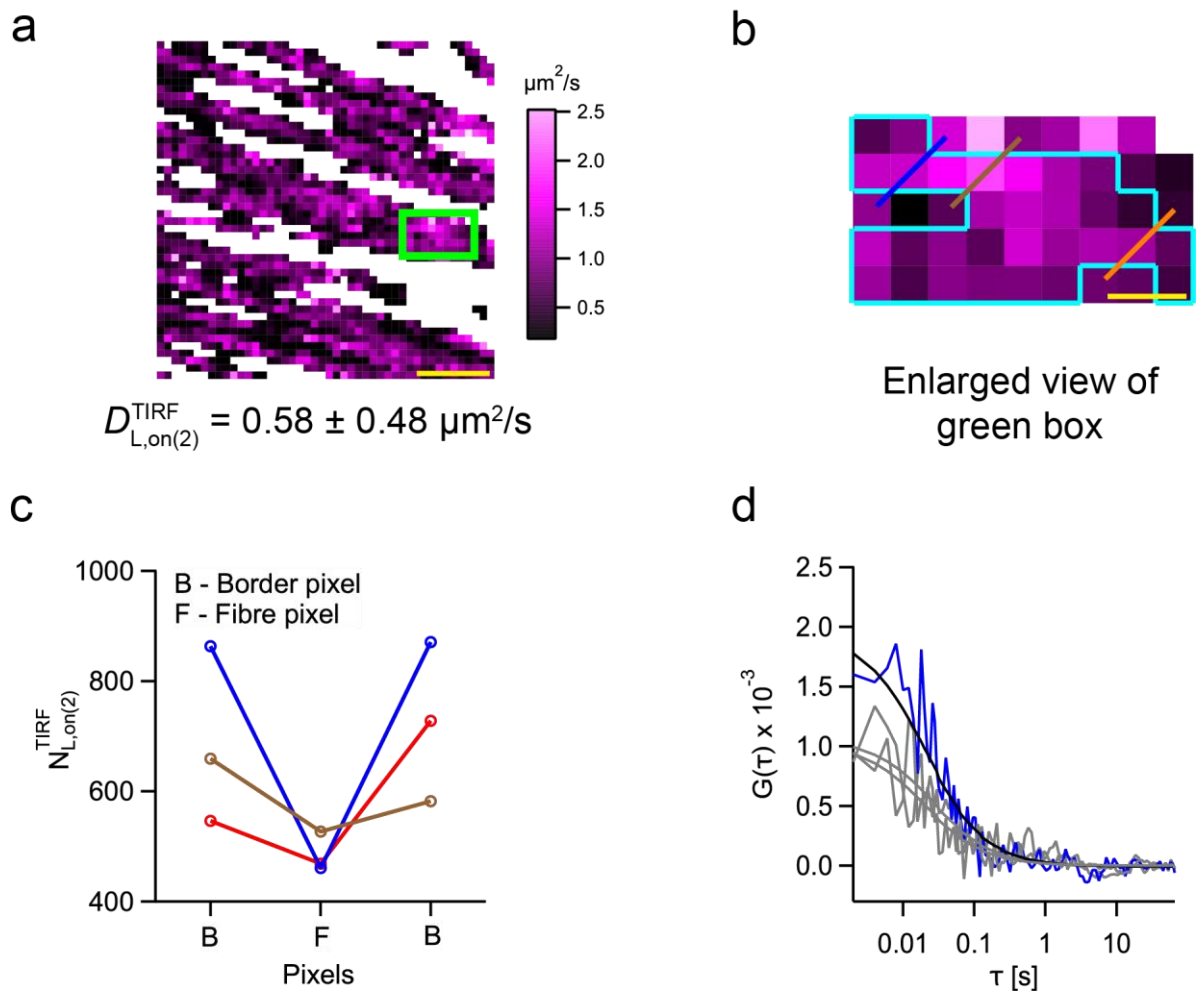 a
µm²/s
2.5
2.0
1.5
1.0
0.5
D TIRF L,on(2) = 0.58 ± 0.48 µm²/s
b
Enlarged view of
green box
c
1000
800
600
400
N TIRF L,on(2)
B - Border pixel
F - Fibre pixel
B F B
Pixels
d
2.5
2.0
1.5
1.0
0.5
0.0
G(τ) x 10⁻³
0.01 0.1 1 10
τ [s]